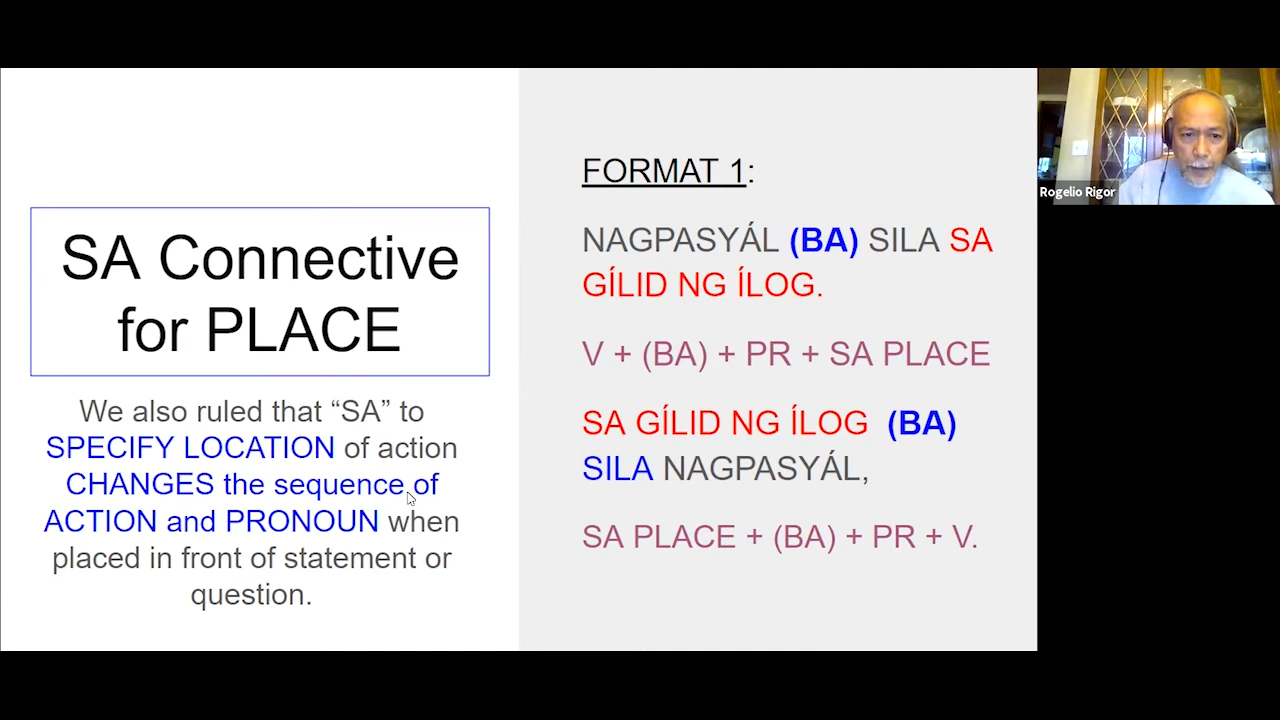 SA Connective
for PLACE
We also ruled that “SA” to
SPECIFY LOCATION of action
CHANGES the sequence of
ACTION and PRONOUN when
placed in front of statement or
question.
FORMAT 1:
NAGPASYÁL (BA) SILA SA
GÍLID NG ÍLOG.
V + (BA) + PR + SA PLACE
SA GÍLID NG ÍLOG (BA)
SILA NAGPASYÁL,
SA PLACE + (BA) + PR + V.
Rogelio Rigor